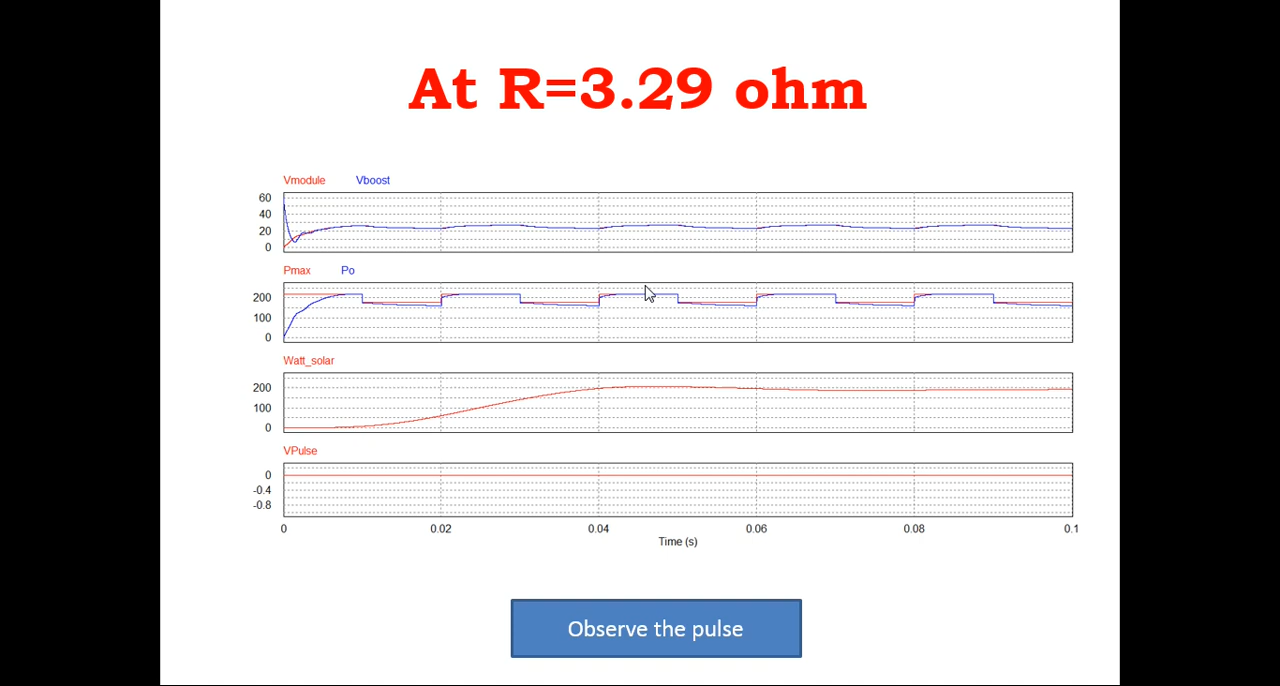 At R=3.29 ohm
Vmodule Vboost
60
40
20
0
Pmax Po
200
100
0
Watt_solar
200
100
0
VPulse
0
-0.4
-0.8
0 0.02 0.04 0.06 0.08 0.1
Time (s)
Observe the pulse